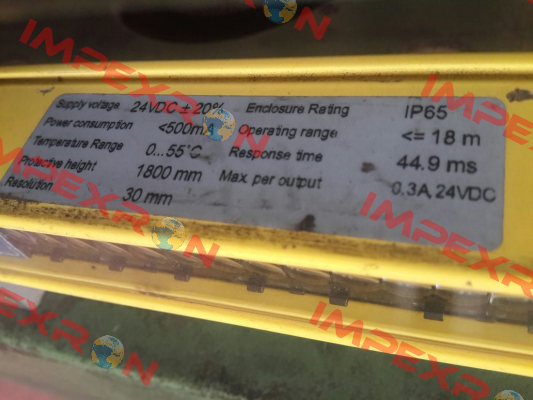 Supply voltage 24VDC ± 20% Enclosure Rating IP65
Power consumption <500mA Operating range <= 18 m
Temperature Range 0...55°C Response time 44.9 ms
Protective height 1800 mm Max. per output 0.3A, 24VDC
Resolution 30 mm
IMPEXRON
IMPEXRON
IMPEXRON
IMPEXRON
IMPEXRON
IMPEXRON